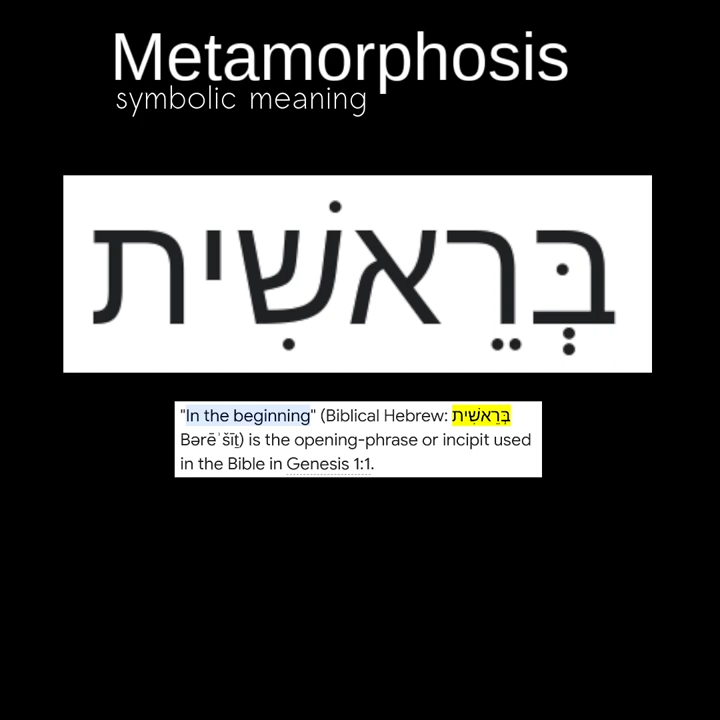 Metamorphosis
symbolic meaning
בְּרֵאשִׁית
"In the beginning" (Biblical Hebrew: בְּרֵאשִׁית
Bərēʾšīṯ) is the opening-phrase or incipit used
in the Bible in Genesis 1:1.